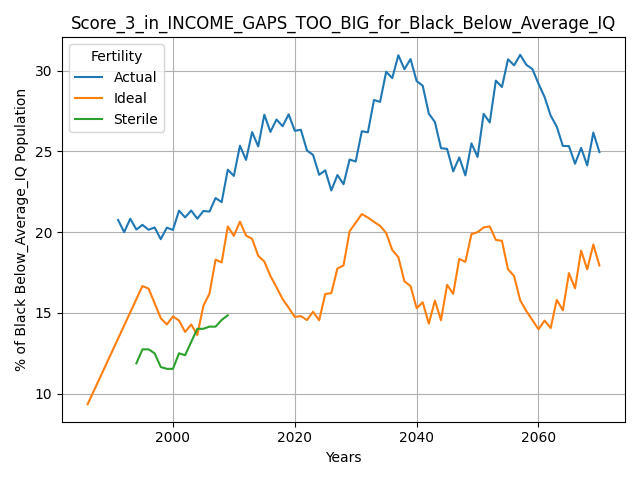 Score_3_in_INCOME_GAPS_TOO_BIG_for_Black_Below_Average_IQ
Fertility
Actual
Ideal
Sterile
30
25
20
15
10
% of Black Below_Average_IQ Population
2000
2020
2040
2060
Years